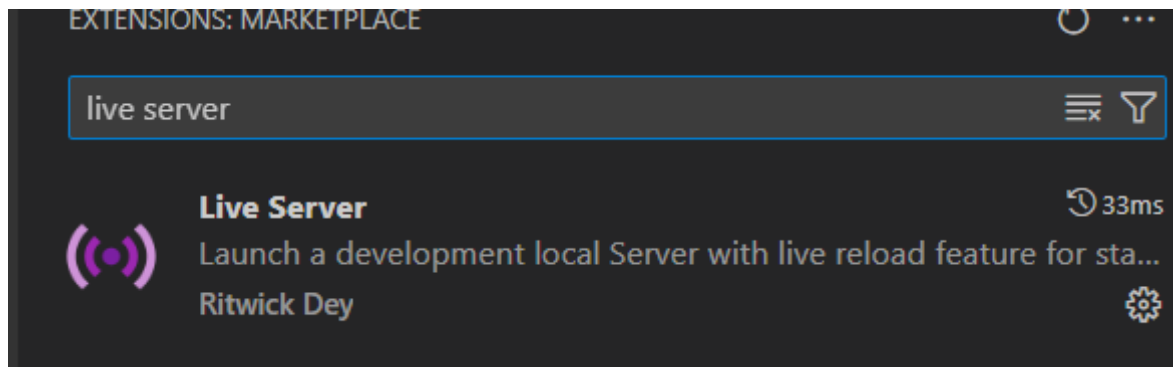 EXTENSIONS: MARKETPLACE
live server
Live Server 33ms
Launch a development local Server with live reload feature for sta...
Ritwick Dey